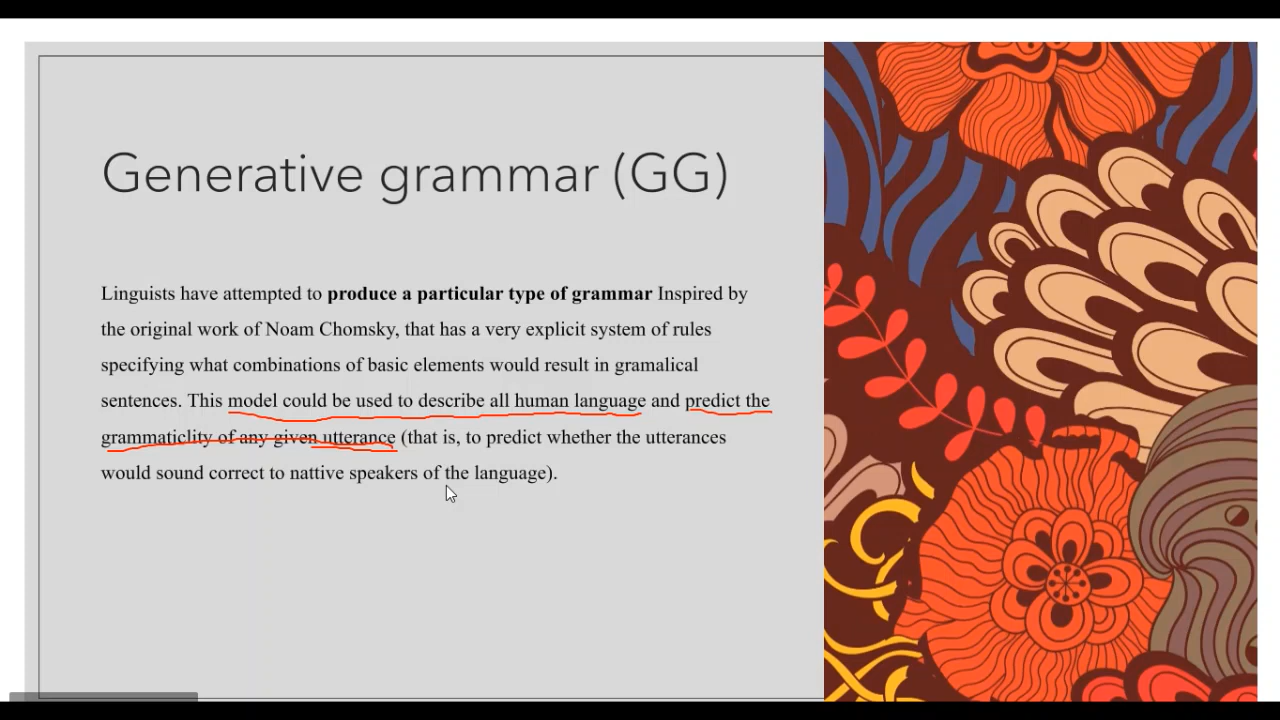 Generative grammar (GG)
Linguists have attempted to produce a particular type of grammar Inspired by
the original work of Noam Chomsky, that has a very explicit system of rules
specifying what combinations of basic elements would result in gramalical
sentences. This model could be used to describe all human language and predict the
grammaticlity of any given utterance (that is, to predict whether the utterances
would sound correct to nattive speakers of the language).